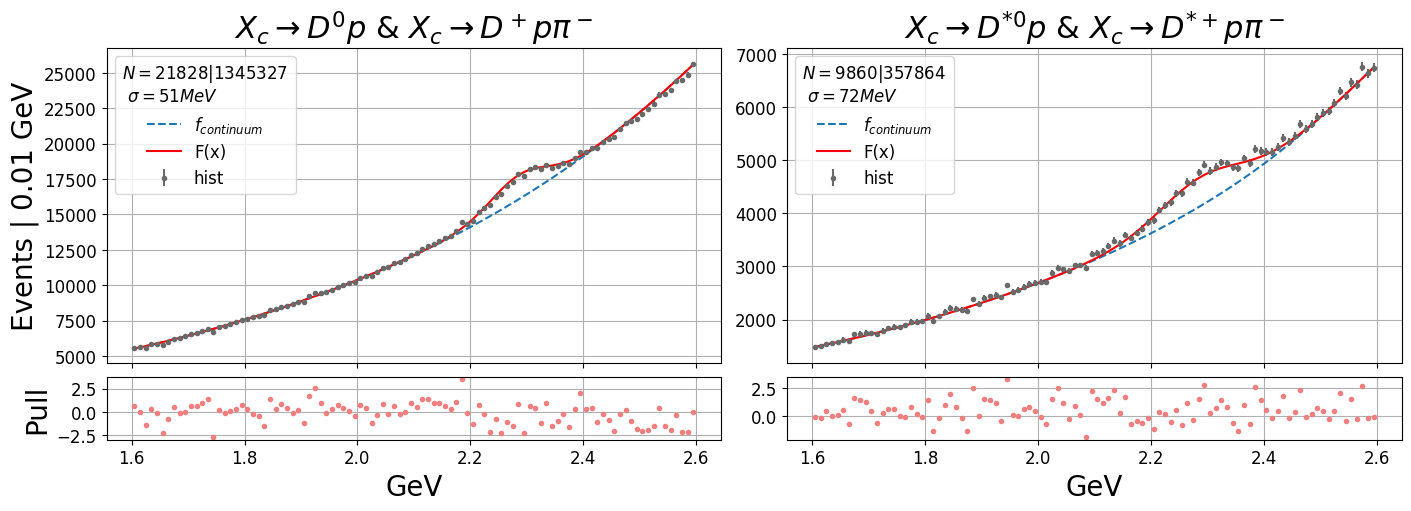 X_c → D^0 p & X_c → D^+ pπ^−
N = 21828|1345327
σ = 51MeV
f_continuum
F(x)
hist
Events | 0.01 GeV
25000
22500
20000
17500
15000
12500
10000
7500
5000
Pull
2.5
0.0
−2.5
1.6 1.8 2.0 2.2 2.4 2.6
GeV
X_c → D^{*0} p & X_c → D^{*+} pπ^−
N = 9860|357864
σ = 72MeV
f_continuum
F(x)
hist
7000
6000
5000
4000
3000
2000
2.5
0.0
1.6 1.8 2.0 2.2 2.4 2.6
GeV